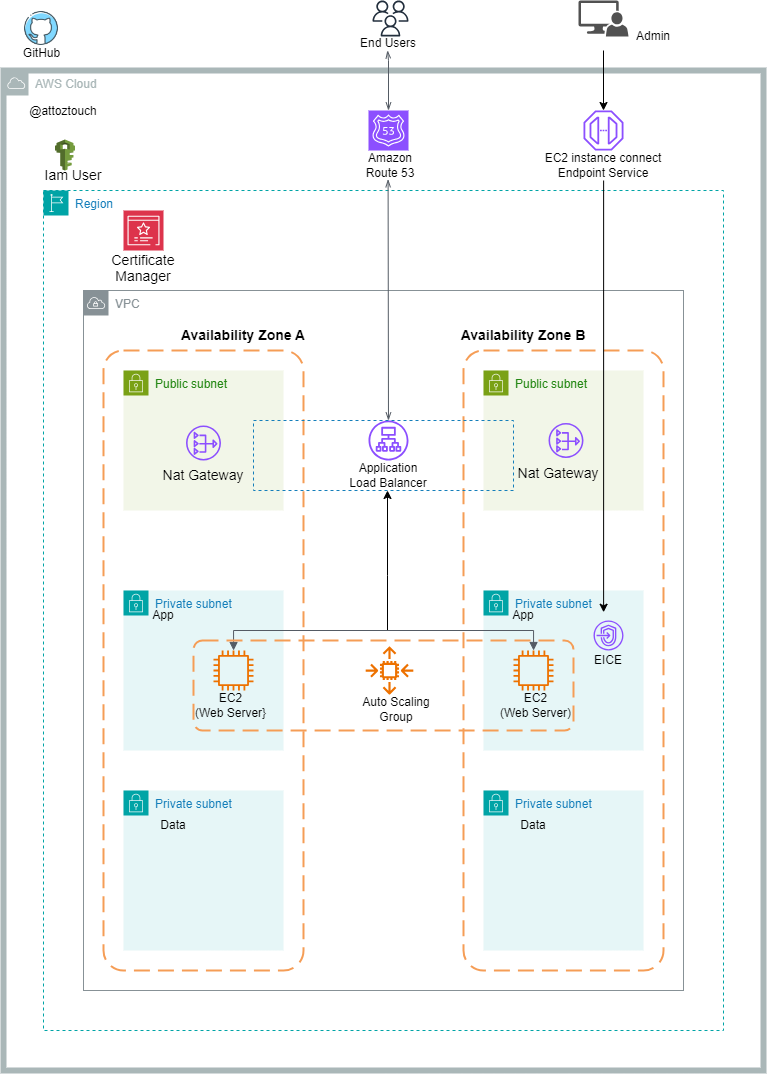 GitHub
End Users
Admin
AWS Cloud
@attoztouch
53
Amazon
Route 53
EC2 instance connect
Endpoint Service
Iam User
Region
Certificate
Manager
VPC
Availability Zone A
Availability Zone B
Public subnet
Public subnet
Nat Gateway
Application
Load Balancer
Nat Gateway
Private subnet
App
Private subnet
App
EICE
EC2
(Web Server}
Auto Scaling
Group
EC2
(Web Server)
Private subnet
Data
Private subnet
Data